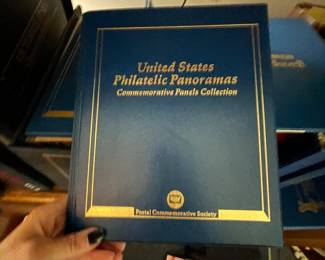 United States
Philatelic Panoramas
Commemorative Panels Collection
Postal Commemorative Society